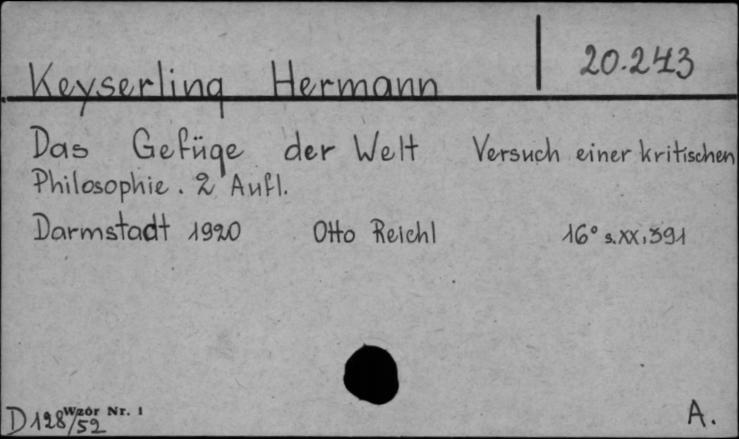 20.243
Keyserling Hermann
Das Gefüge der Welt Versuch einer kritischen
Philosophie. 2 Aufl.
Darmstadt 1920 Otto Reichl 16° s.XX,391
Wzór Nr. 1
D128/52 A.